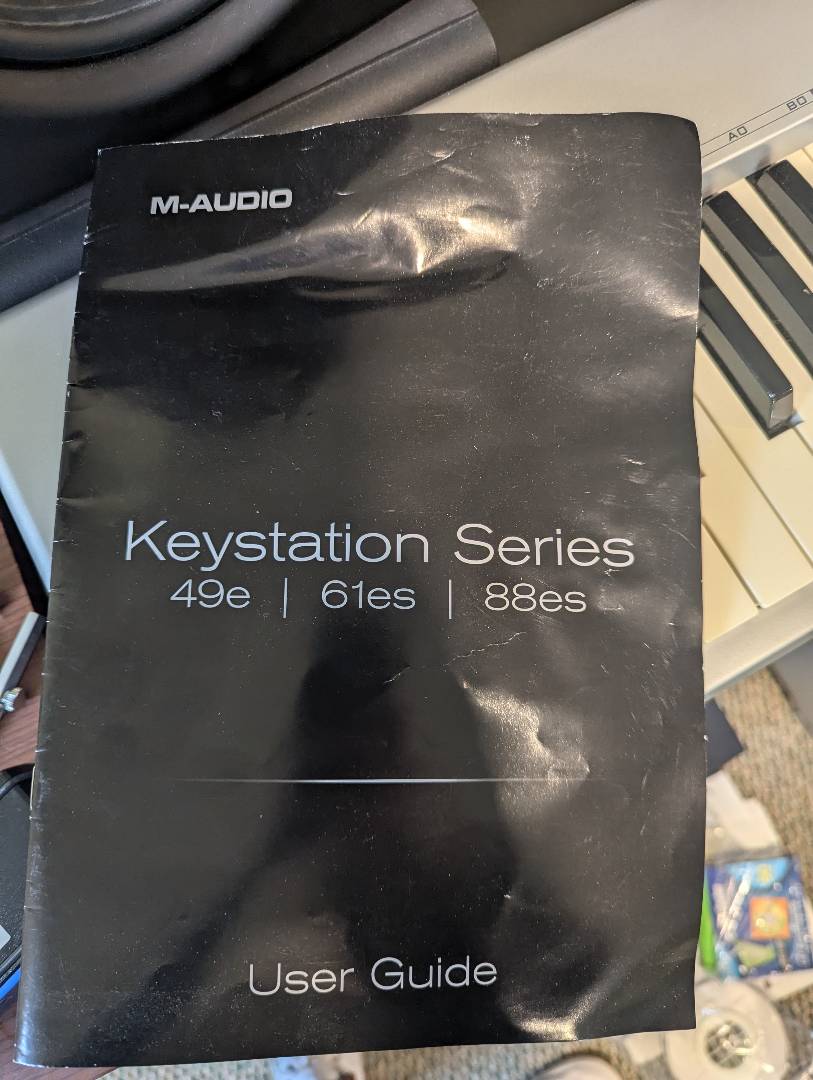 M-AUDIO
Keystation Series
49e | 61es | 88es
User Guide
A0
B0